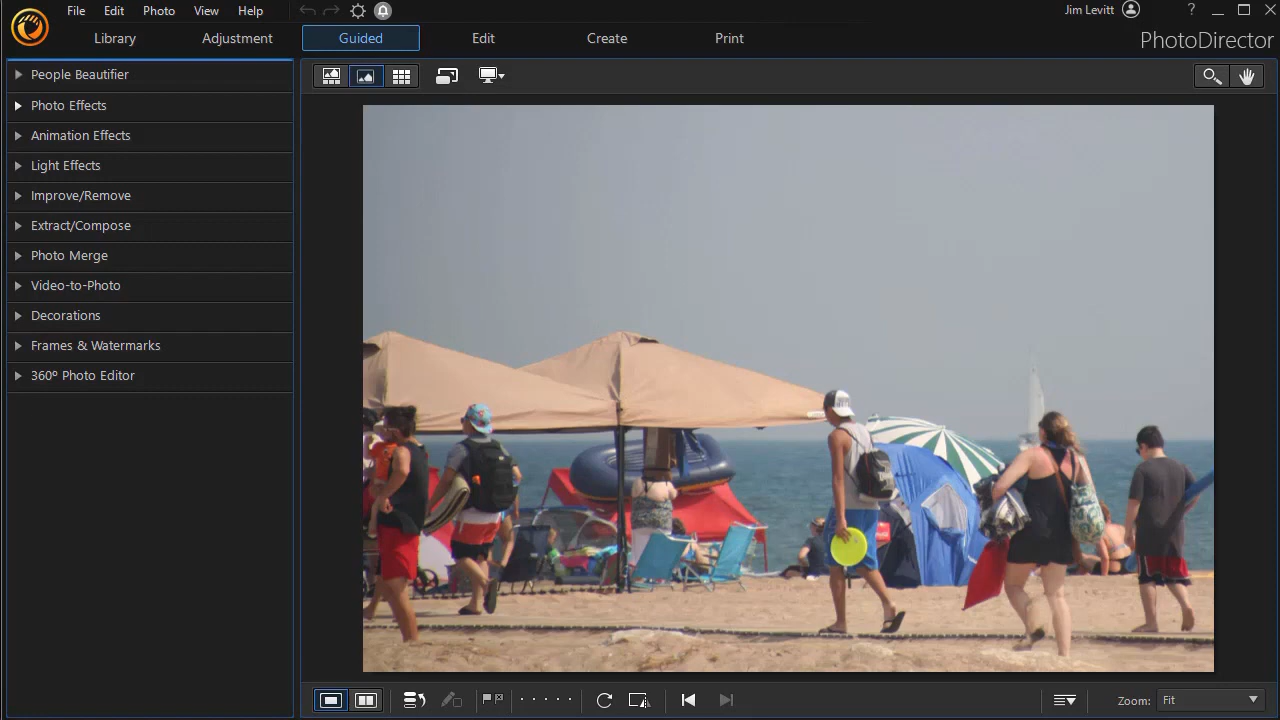 File Edit Photo View Help
Jim Levitt
?
Library Adjustment Guided Edit Create Print
PhotoDirector
People Beautifier
Photo Effects
Animation Effects
Light Effects
Improve/Remove
Extract/Compose
Photo Merge
Video-to-Photo
Decorations
Frames & Watermarks
360º Photo Editor
Zoom: Fit